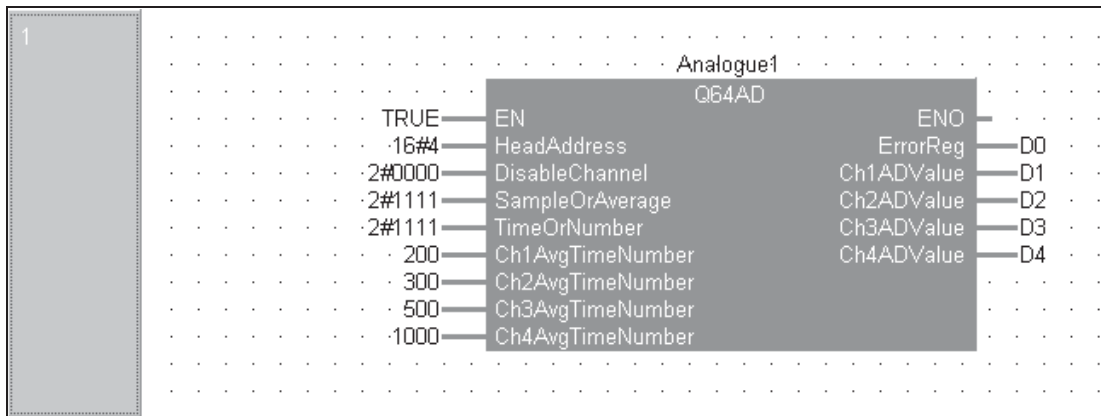 1
Analogue1
Q64AD
TRUE EN ENO
16#4 HeadAddress ErrorReg D0
2#0000 DisableChannel Ch1ADValue D1
2#1111 SampleOrAverage Ch2ADValue D2
2#1111 TimeOrNumber Ch3ADValue D3
200 Ch1AvgTimeNumber Ch4ADValue D4
300 Ch2AvgTimeNumber
500 Ch3AvgTimeNumber
1000 Ch4AvgTimeNumber